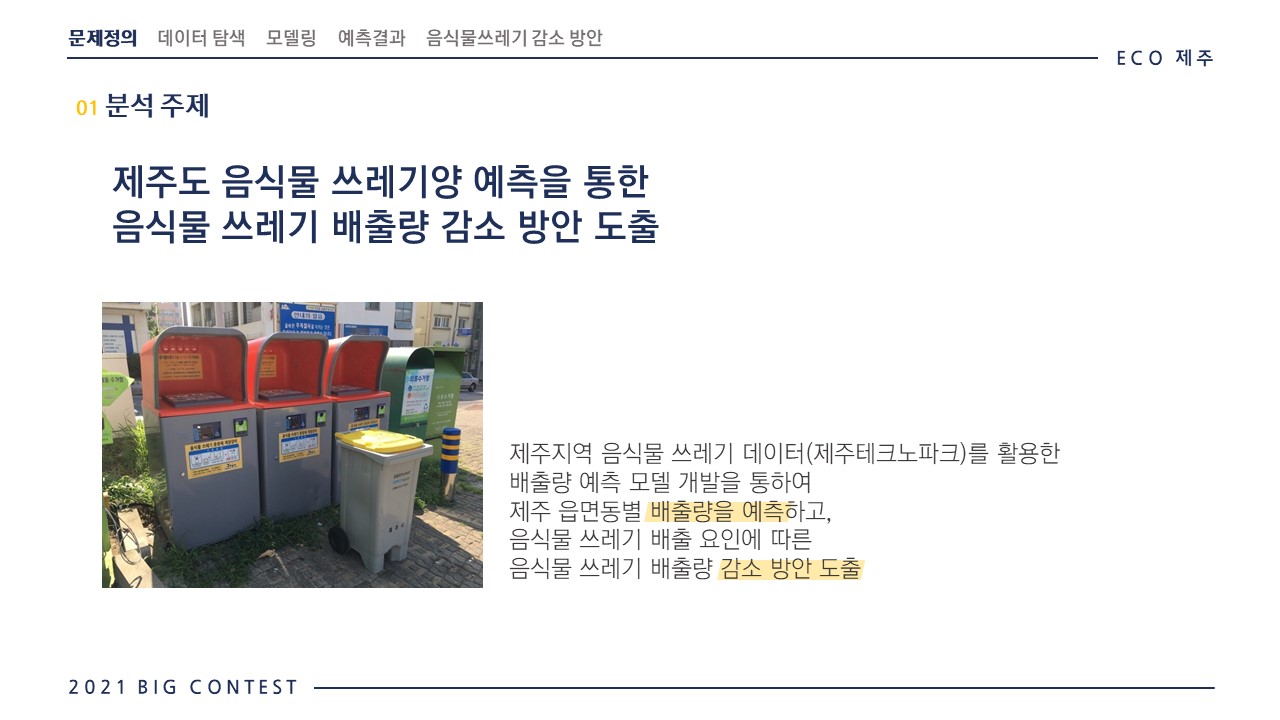 문제정의 데이터 탐색 모델링 예측결과 음식물쓰레기 감소 방안
ECO 제주
01 분석 주제
제주도 음식물 쓰레기양 예측을 통한
음식물 쓰레기 배출량 감소 방안 도출
제주지역 음식물 쓰레기 데이터(제주테크노파크)를 활용한
배출량 예측 모델 개발을 통하여
제주 읍면동별 배출량을 예측하고,
음식물 쓰레기 배출 요인에 따른
음식물 쓰레기 배출량 감소 방안 도출
2021 BIG CONTEST